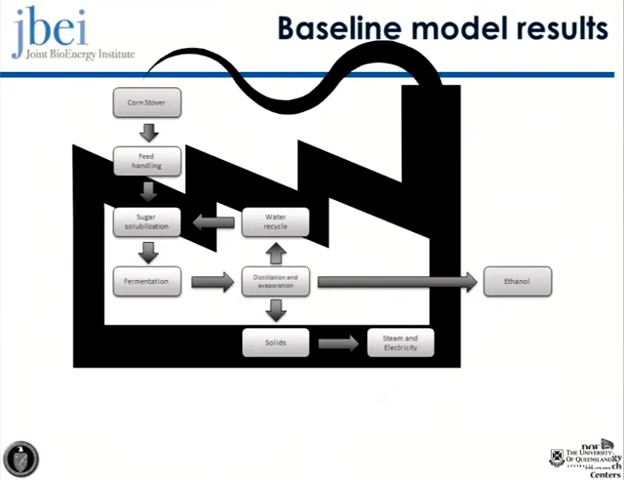 jbei
Joint BioEnergy Institute
Baseline model results
Corn Stover
Feed
handling
Sugar
solubilization
Water
recycle
Fermentation
Distillation and
evaporation
Ethanol
Solids
Steam and
Electricity
DOE
THE UNIVERSITY
OF QUEENSLAND
Centers